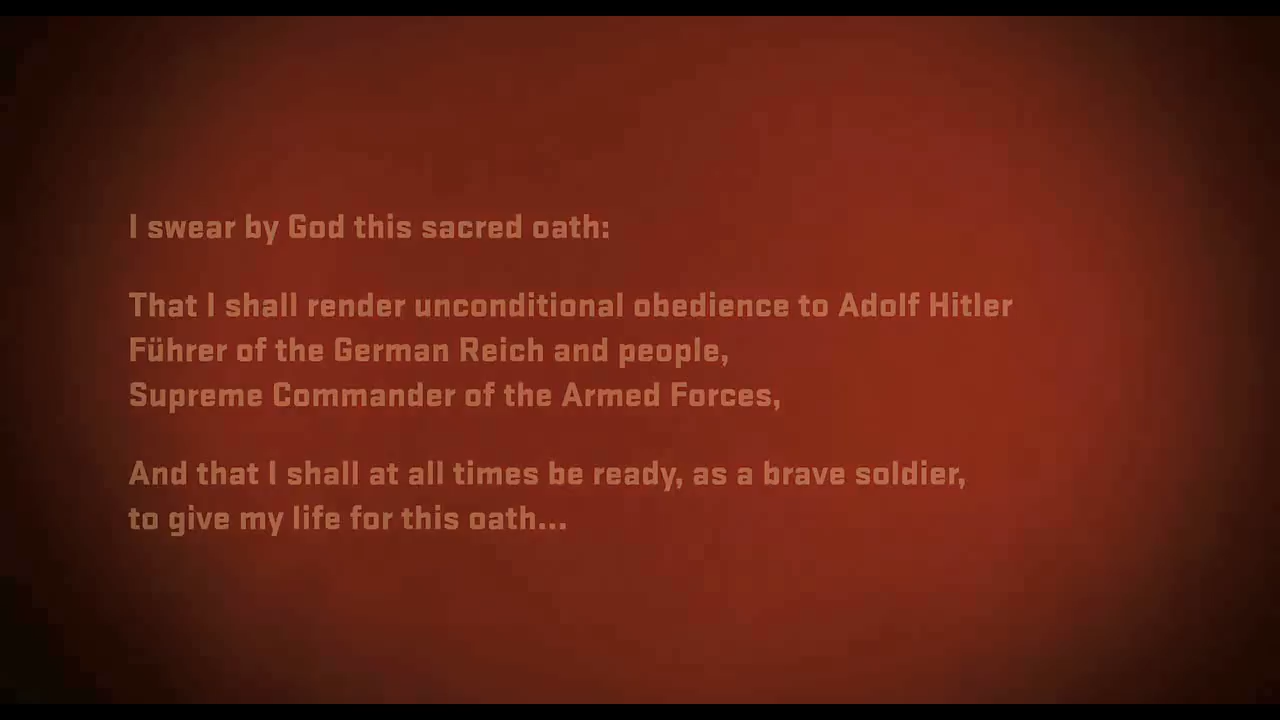 I swear by God this sacred oath:
That I shall render unconditional obedience to Adolf Hitler
Führer of the German Reich and people,
Supreme Commander of the Armed Forces,
And that I shall at all times be ready, as a brave soldier,
to give my life for this oath...